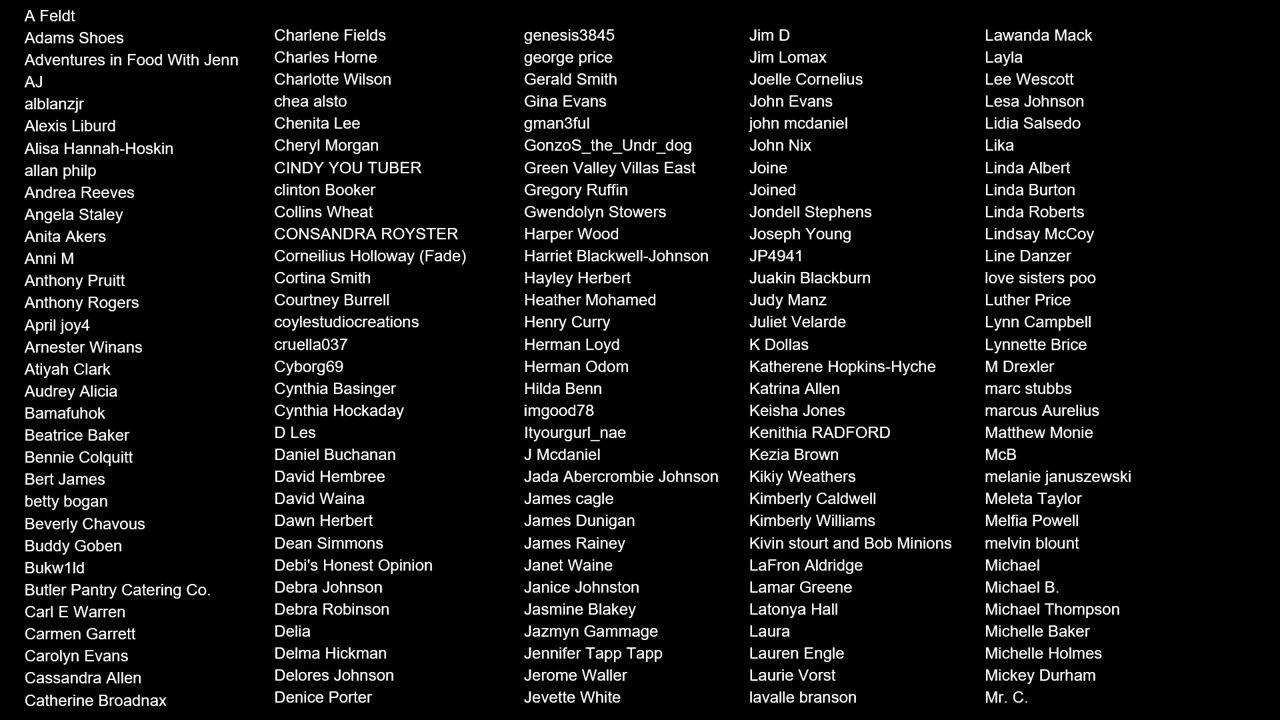 A Feldt
Adams Shoes
Adventures in Food With Jenn
AJ
alblanzjr
Alexis Liburd
Alisa Hannah-Hoskin
allan philp
Andrea Reeves
Angela Staley
Anita Akers
Anni M
Anthony Pruitt
Anthony Rogers
April joy4
Arnester Winans
Atiyah Clark
Audrey Alicia
Bamafuhok
Beatrice Baker
Bennie Colquitt
Bert James
betty bogan
Beverly Chavous
Buddy Goben
Bukw1ld
Butler Pantry Catering Co.
Carl E Warren
Carmen Garrett
Carolyn Evans
Cassandra Allen
Catherine Broadnax
Charlene Fields
Charles Horne
Charlotte Wilson
chea alsto
Chenita Lee
Cheryl Morgan
CINDY YOU TUBER
clinton Booker
Collins Wheat
CONSANDRA ROYSTER
Corneilius Holloway (Fade)
Cortina Smith
Courtney Burrell
coylestudiocreations
cruella037
Cyborg69
Cynthia Basinger
Cynthia Hockaday
D Les
Daniel Buchanan
David Hembree
David Waina
Dawn Herbert
Dean Simmons
Debi's Honest Opinion
Debra Johnson
Debra Robinson
Delia
Delma Hickman
Delores Johnson
Denice Porter
genesis3845
george price
Gerald Smith
Gina Evans
gman3ful
GonzoS_the_Undr_dog
Green Valley Villas East
Gregory Ruffin
Gwendolyn Stowers
Harper Wood
Harriet Blackwell-Johnson
Hayley Herbert
Heather Mohamed
Henry Curry
Herman Loyd
Herman Odom
Hilda Benn
imgood78
Ityourgurl_nae
J Mcdaniel
Jada Abercrombie Johnson
James cagle
James Dunigan
James Rainey
Janet Waine
Janice Johnston
Jasmine Blakey
Jazmyn Gammage
Jennifer Tapp Tapp
Jerome Waller
Jevette White
Jim D
Jim Lomax
Joelle Cornelius
John Evans
john mcdaniel
John Nix
Joine
Joined
Jondell Stephens
Joseph Young
JP4941
Juakin Blackburn
Judy Manz
Juliet Velarde
K Dollas
Katherene Hopkins-Hyche
Katrina Allen
Keisha Jones
Kenithia RADFORD
Kezia Brown
Kikiy Weathers
Kimberly Caldwell
Kimberly Williams
Kivin stourt and Bob Minions
LaFron Aldridge
Lamar Greene
Latonya Hall
Laura
Lauren Engle
Laurie Vorst
lavalle branson
Lawanda Mack
Layla
Lee Wescott
Lesa Johnson
Lidia Salsedo
Lika
Linda Albert
Linda Burton
Linda Roberts
Lindsay McCoy
Line Danzer
love sisters poo
Luther Price
Lynn Campbell
Lynnette Brice
M Drexler
marc stubbs
marcus Aurelius
Matthew Monie
McB
melanie januszewski
Meleta Taylor
Melfia Powell
melvin blount
Michael
Michael B.
Michael Thompson
Michelle Baker
Michelle Holmes
Mickey Durham
Mr. C.